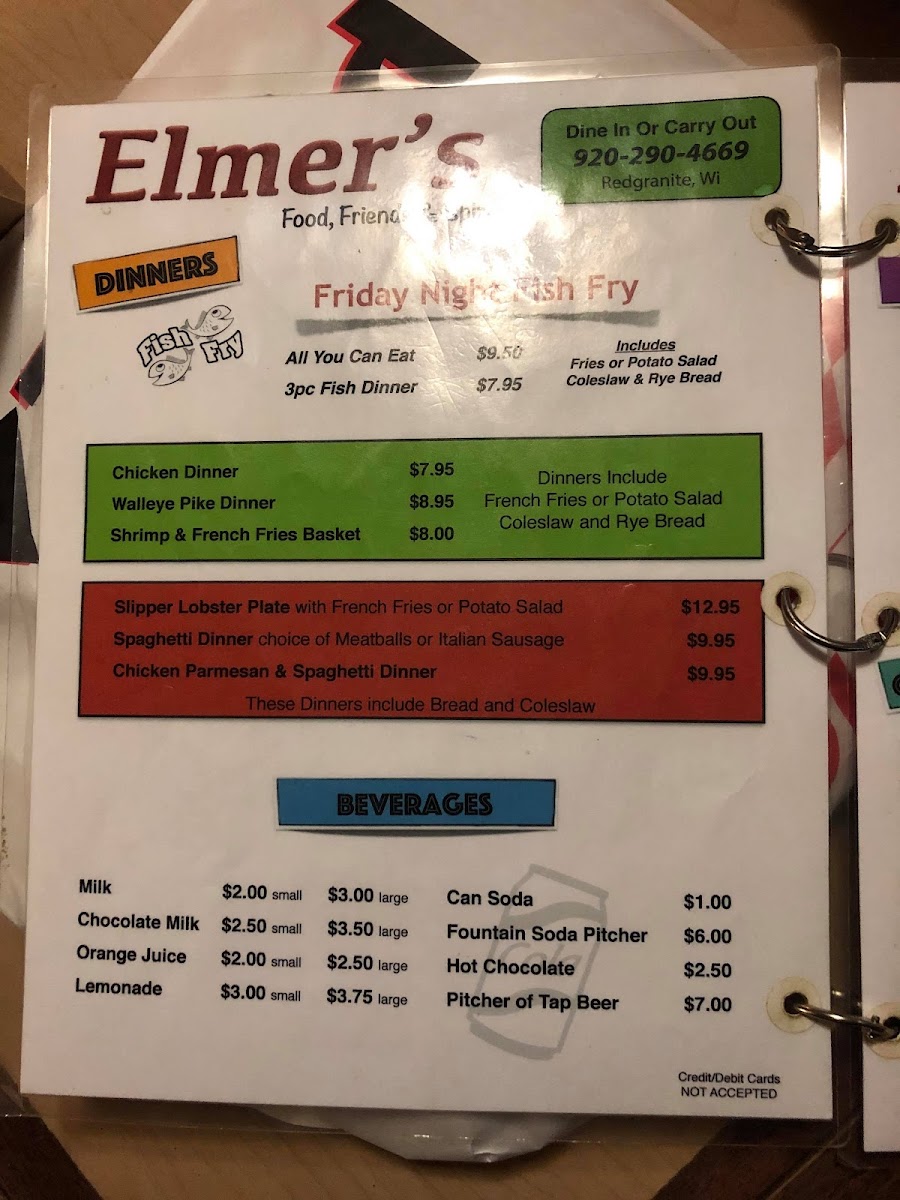 Elmer's
Dine In Or Carry Out
920-290-4669
Redgranite, Wi
Food, Friends &
DINNERS
Friday Night Fish Fry
Fish
Fry
All You Can Eat $9.50
3pc Fish Dinner $7.95
Includes
Fries or Potato Salad
Coleslaw & Rye Bread
Chicken Dinner $7.95
Walleye Pike Dinner $8.95
Shrimp & French Fries Basket $8.00
Dinners Include
French Fries or Potato Salad
Coleslaw and Rye Bread
Slipper Lobster Plate with French Fries or Potato Salad $12.95
Spaghetti Dinner choice of Meatballs or Italian Sausage $9.95
Chicken Parmesan & Spaghetti Dinner $9.95
These Dinners include Bread and Coleslaw
BEVERAGES
Milk $2.00 small $3.00 large
Chocolate Milk $2.50 small $3.50 large
Orange Juice $2.00 small $2.50 large
Lemonade $3.00 small $3.75 large
Can Soda $1.00
Fountain Soda Pitcher $6.00
Hot Chocolate $2.50
Pitcher of Tap Beer $7.00
Cola
Credit/Debit Cards
NOT ACCEPTED